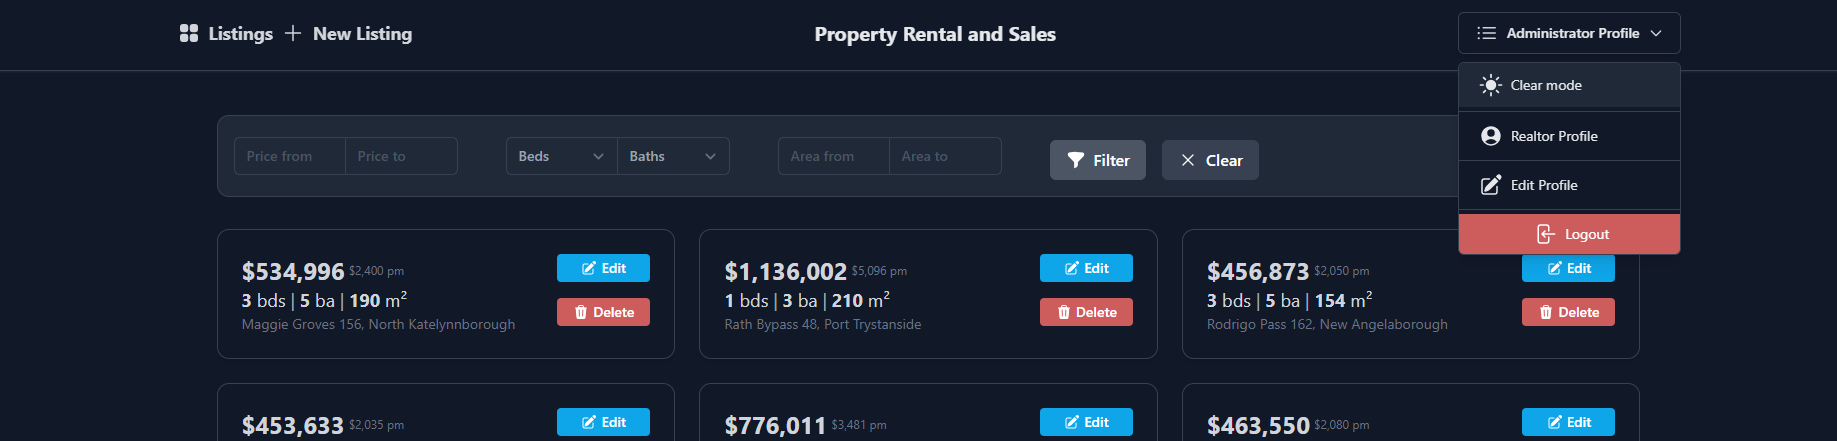 Listings New Listing
Property Rental and Sales
Administrator Profile
Clear mode
Realtor Profile
Edit Profile
Logout
Price from Price to Beds Baths Area from Area to Filter Clear
$534,996 $2,400 pm
3 bds | 5 ba | 190 m²
Maggie Groves 156, North Katelynnborough
Edit
Delete
$1,136,002 $5,096 pm
1 bds | 3 ba | 210 m²
Rath Bypass 48, Port Trystanside
Edit
Delete
$456,873 $2,050 pm
3 bds | 5 ba | 154 m²
Rodrigo Pass 162, New Angelaborough
Edit
Delete
$453,633 $2,035 pm
Edit
$776,011 $3,481 pm
Edit
$463,550 $2,080 pm
Edit